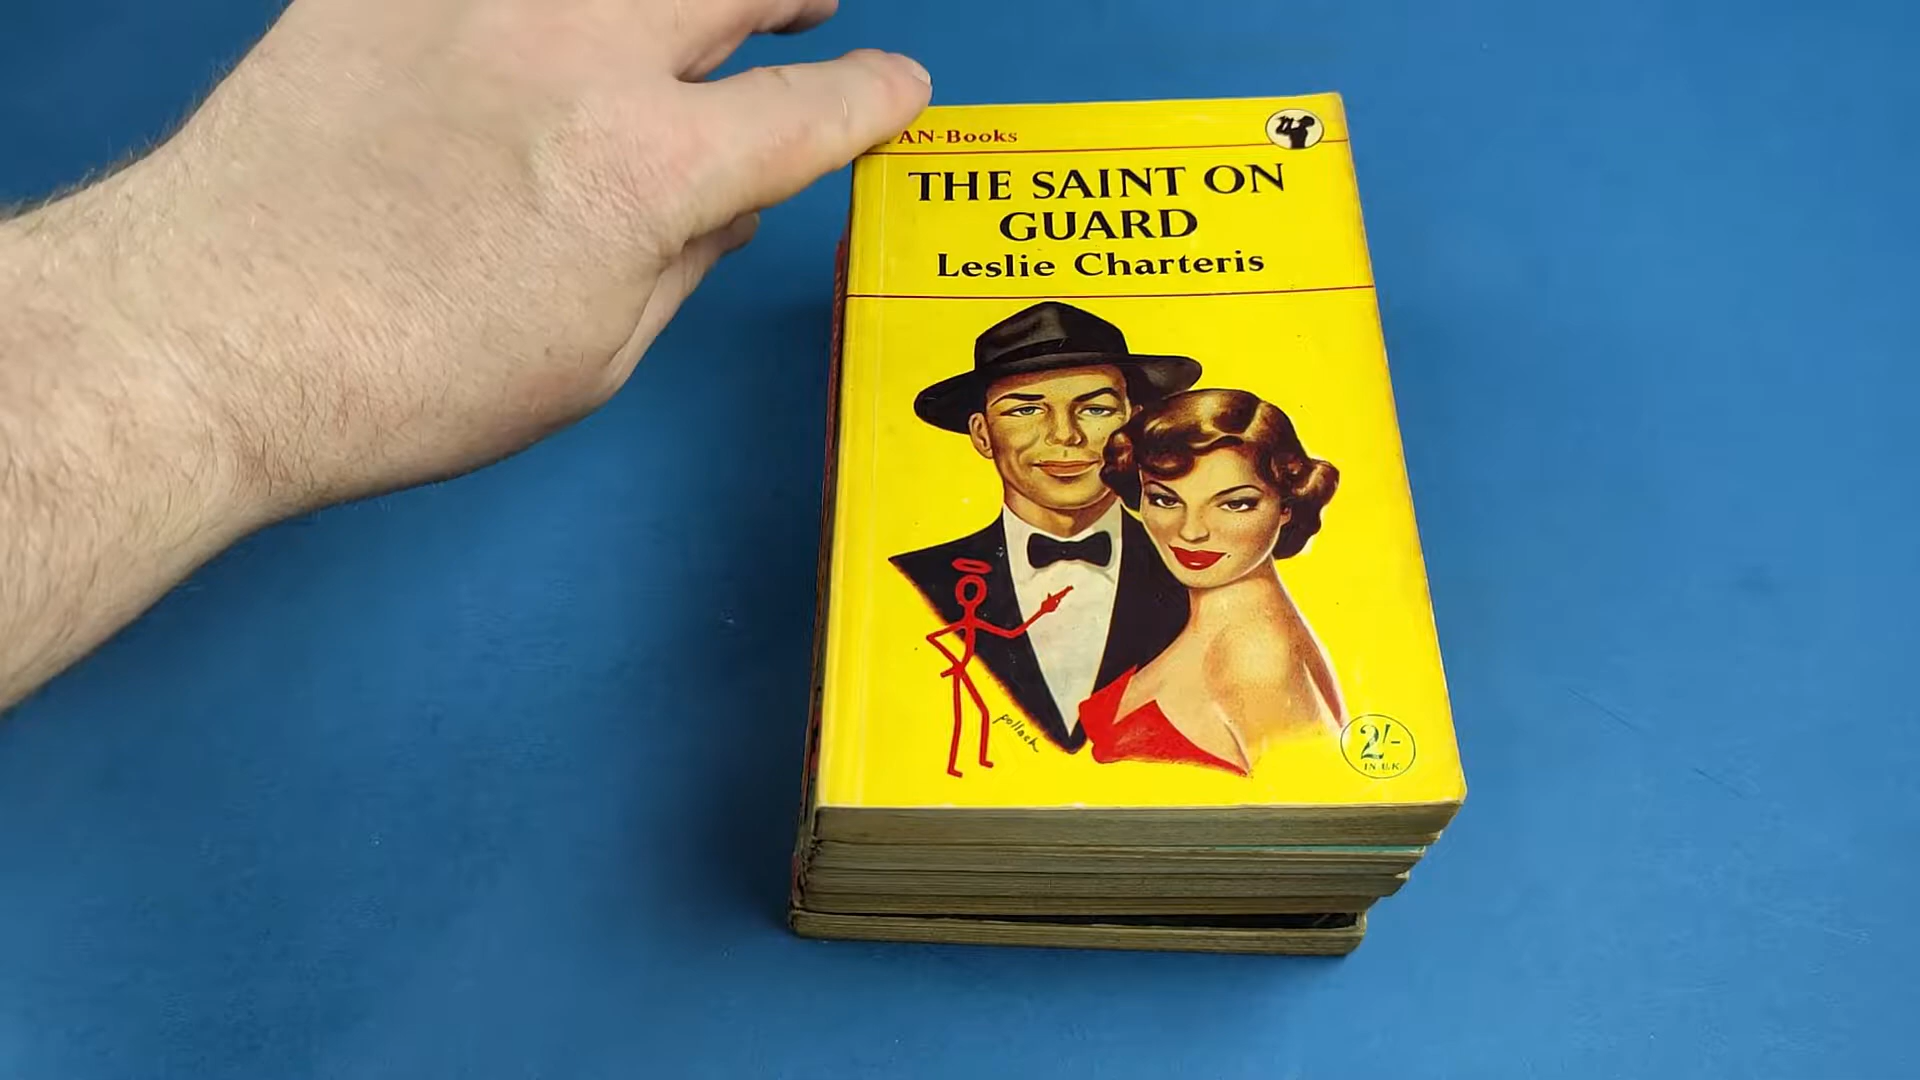 AN-Books
THE SAINT ON
GUARD
Leslie Charteris
pollack
2/-
IN U.K.